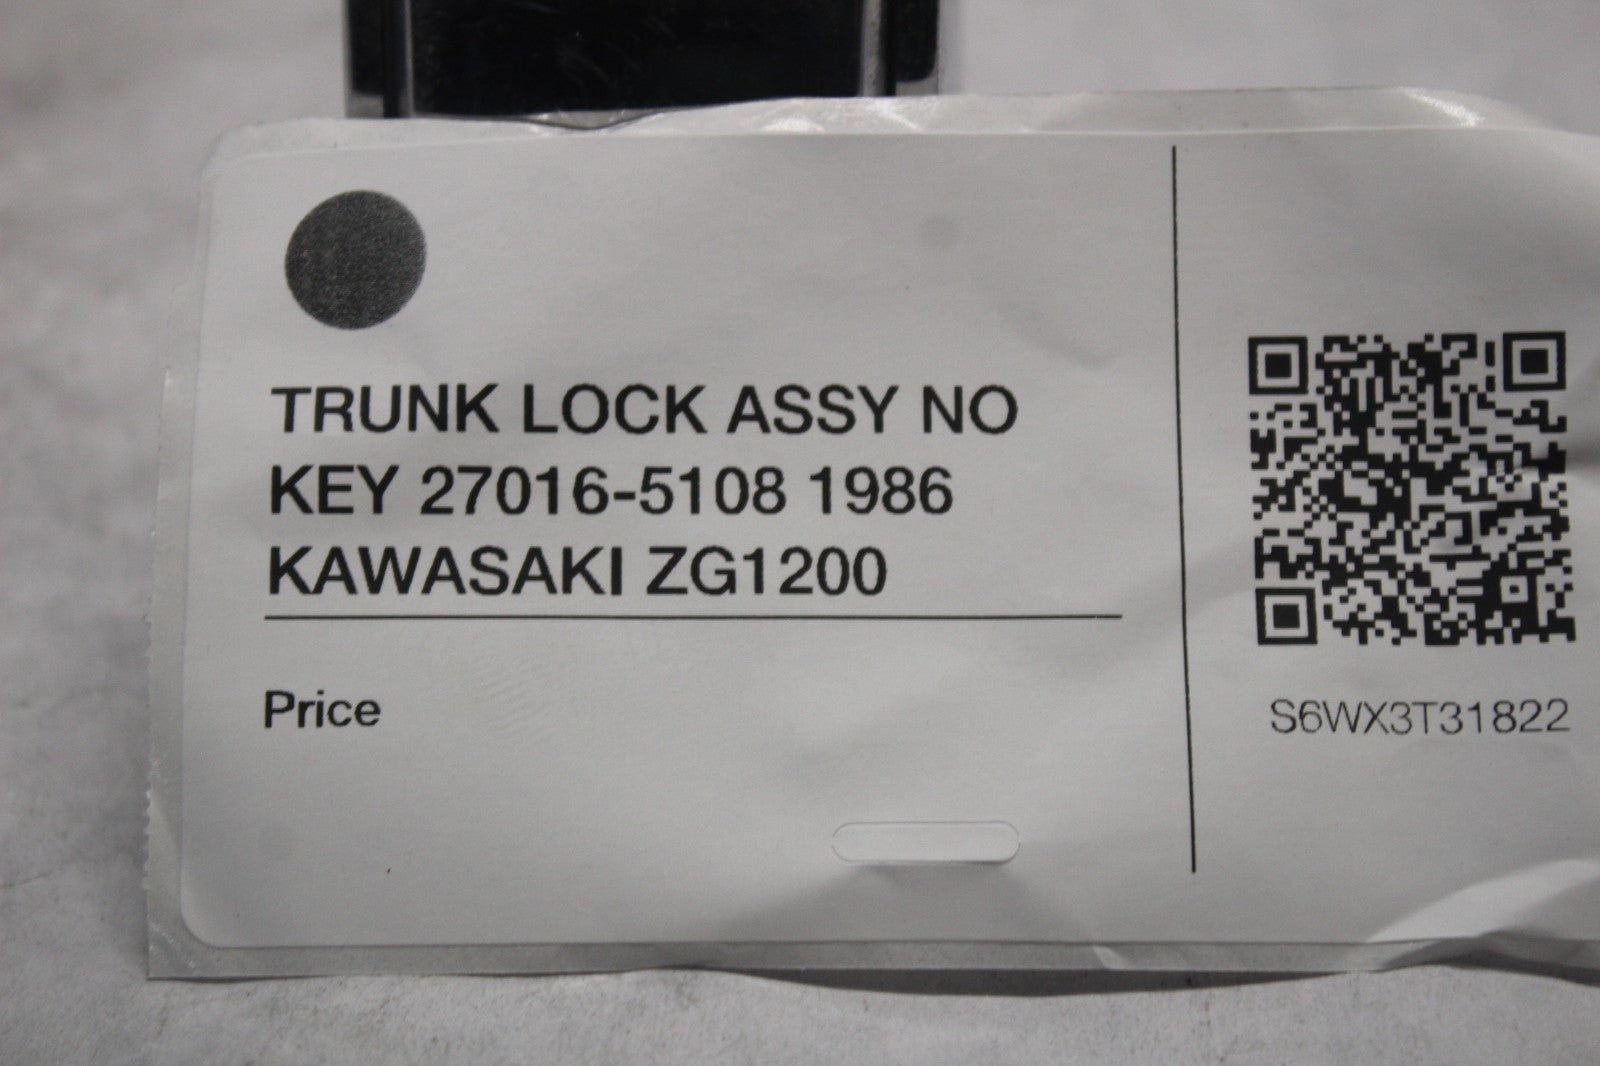 TRUNK LOCK ASSY NO
KEY 27016-5108 1986
KAWASAKI ZG1200
Price
S6WX3T31822